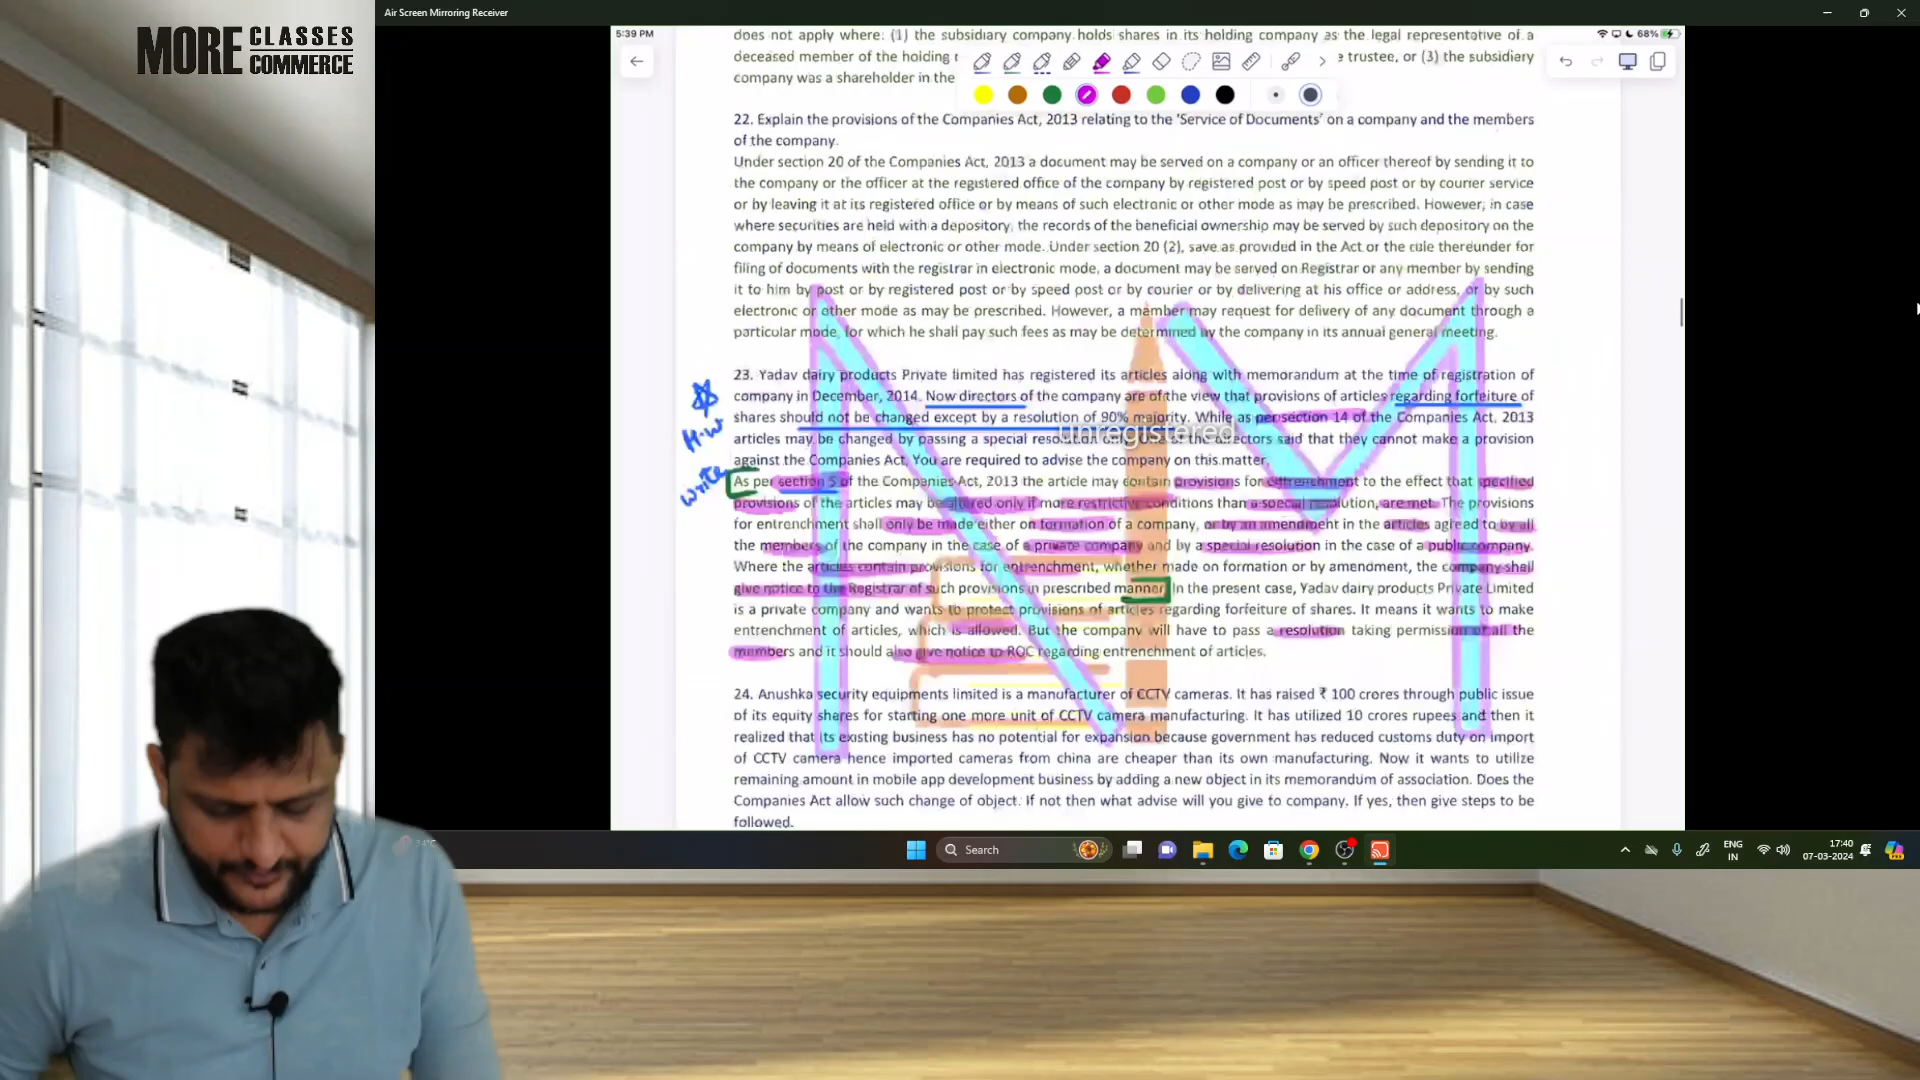 MORE CLASSES
COMMERCE
Air Screen Mirroring Receiver
5:39 PM
68%
does not apply where: (1) the subsidiary company holds shares in its holding company as the legal representative of a
deceased member of the holding
e trustee, or (3) the subsidiary
company was a shareholder in the
22. Explain the provisions of the Companies Act, 2013 relating to the 'Service of Documents' on a company and the members
of the company.
Under section 20 of the Companies Act, 2013 a document may be served on a company or an officer thereof by sending it to
the company or the officer at the registered office of the company by registered post or by speed post or by courier service
or by leaving it at its registered office or by means of such electronic or other mode as may be prescribed. However, in case
where securities are held with a depository, the records of the beneficial ownership may be served by such depository on the
company by means of electronic or other mode. Under section 20 (2), save as provided in the Act or the rule thereunder for
filing of documents with the registrar in electronic mode, a document may be served on Registrar or any member by sending
it to him by post or by registered post or by speed post or by courier or by delivering at his office or address, or by such
electronic or other mode as may be prescribed. However, a member may request for delivery of any document through a
particular mode, for which he shall pay such fees as may be determined by the company in its annual general meeting.
23. Yadav dairy products Private limited has registered its articles along with memorandum at the time of registration of
company in December, 2014. Now directors of the company are of the view that provisions of articles regarding forfeiture of
shares should not be changed except by a resolution of 90% majority. While as per section 14 of the Companies Act, 2013
unregistered
articles may be changed by passing a special resolution only one of the directors said that they cannot make a provision
against the Companies Act. You are required to advise the company on this matter.
H.W
write
As per section 5 of the Companies Act, 2013 the article may contain provisions for entrenchment to the effect that specified
provisions of the articles may be altered only if more restrictive conditions than a special resolution, are met. The provisions
for entrenchment shall only be made either on formation of a company, or by an amendment in the articles agreed to by all
the members of the company in the case of a private company and by a special resolution in the case of a public company.
Where the articles contain provisions for entrenchment, whether made on formation or by amendment, the company shall
give notice to the Registrar of such provisions in prescribed manner. In the present case, Yadav dairy products Private Limited
is a private company and wants to protect provisions of articles regarding forfeiture of shares. It means it wants to make
entrenchment of articles, which is allowed. But the company will have to pass a resolution taking permission of all the
members and it should also give notice to ROC regarding entrenchment of articles.
24. Anushka security equipments limited is a manufacturer of CCTV cameras. It has raised ₹ 100 crores through public issue
of its equity shares for starting one more unit of CCTV camera manufacturing. It has utilized 10 crores rupees and then it
realized that its existing business has no potential for expansion because government has reduced customs duty on import
of CCTV camera hence imported cameras from china are cheaper than its own manufacturing. Now it wants to utilize
remaining amount in mobile app development business by adding a new object in its memorandum of association. Does the
Companies Act allow such change of object. If not then what advise will you give to company. If yes, then give steps to be
followed.
Search
ENG
IN
17:40
07-03-2024